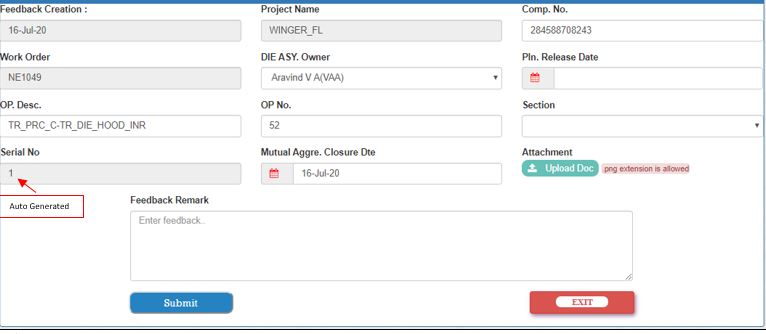 Feedback Creation :
Project Name
Comp. No.
16-Jul-20
WINGER_FL
284588708243
Work Order
DIE ASY. Owner
Pln. Release Date
NE1049
Aravind V A(VAA)
OP. Desc.
OP No.
Section
TR_PRC_C-TR_DIE_HOOD_INR
52
Serial No
Mutual Aggre. Closure Dte
Attachment
1
16-Jul-20
Upload Doc
png extension is allowed
Auto Generated
Feedback Remark
Enter feedback..
Submit
EXIT